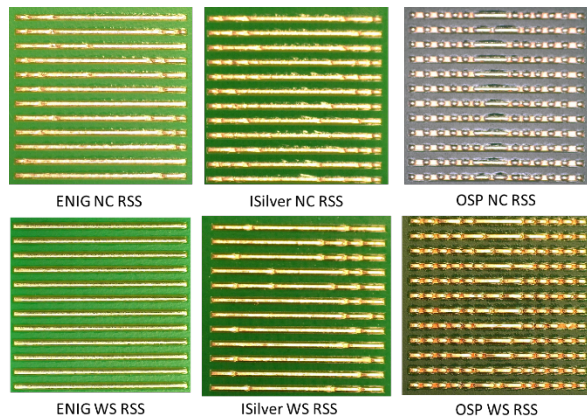 ENIG NC RSS
ISilver NC RSS
OSP NC RSS
ENIG WS RSS
ISilver WS RSS
OSP WS RSS